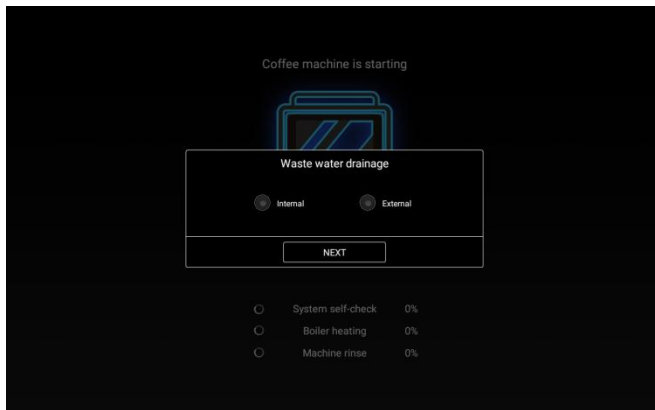 Coffee machine is starting
Waste water drainage
Internal External
NEXT
System self-check 0%
Boiler heating 0%
Machine rinse 0%